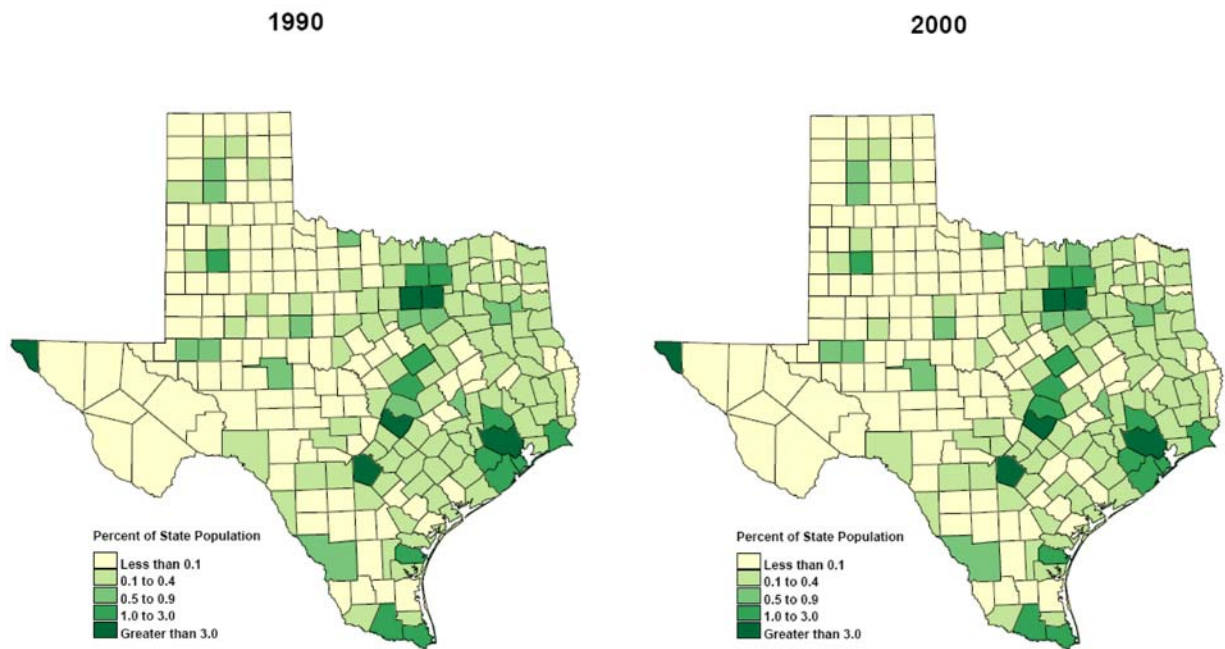 1990
2000
Percent of State Population
Less than 0.1
0.1 to 0.4
0.5 to 0.9
1.0 to 3.0
Greater than 3.0
Percent of State Population
Less than 0.1
0.1 to 0.4
0.5 to 0.9
1.0 to 3.0
Greater than 3.0